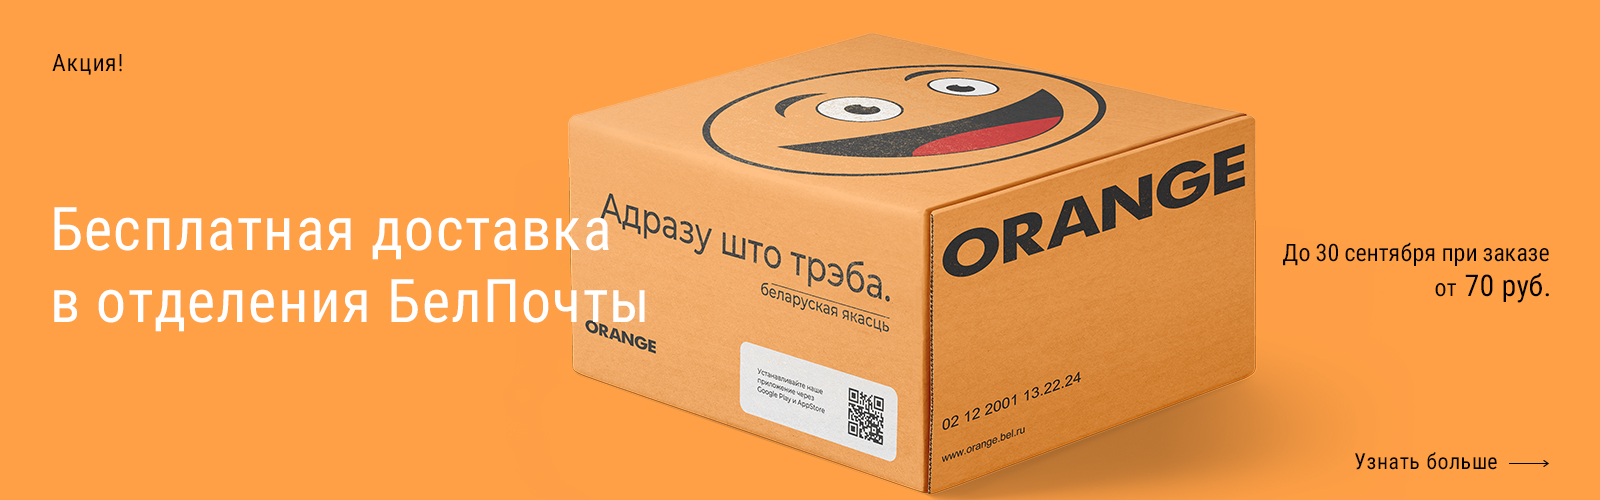 Акция!
Бесплатная доставка
в отделения БелПочты
Адразу што трэба.
беларуская якасць
ORANGE
Устанавливайте наше
приложение через
Google Play и AppStore
ORANGE
02 12 2001 13.22.24
www.orange.bel.ru
До 30 сентября при заказе
от 70 руб.
Узнать больше